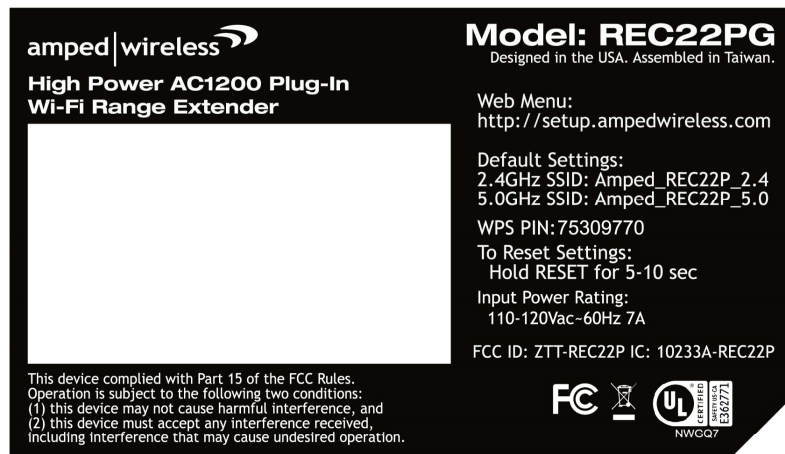 amped|wireless
High Power AC1200 Plug-In
Wi-Fi Range Extender
This device complied with Part 15 of the FCC Rules.
Operation is subject to the following two conditions:
(1) this device may not cause harmful interference, and
(2) this device must accept any interference received,
including interference that may cause undesired operation.
Model: REC22PG
Designed in the USA. Assembled in Taiwan.
Web Menu:
http://setup.ampedwireless.com
Default Settings:
2.4GHz SSID: Amped_REC22P_2.4
5.0GHz SSID: Amped_REC22P_5.0
WPS PIN:75309770
To Reset Settings:
Hold RESET for 5-10 sec
Input Power Rating:
110-120Vac~60Hz 7A
FCC ID: ZTT-REC22P IC: 10233A-REC22P
FC
UL
CERTIFIED
SAFETY US-CA
E362771
NWCQ7